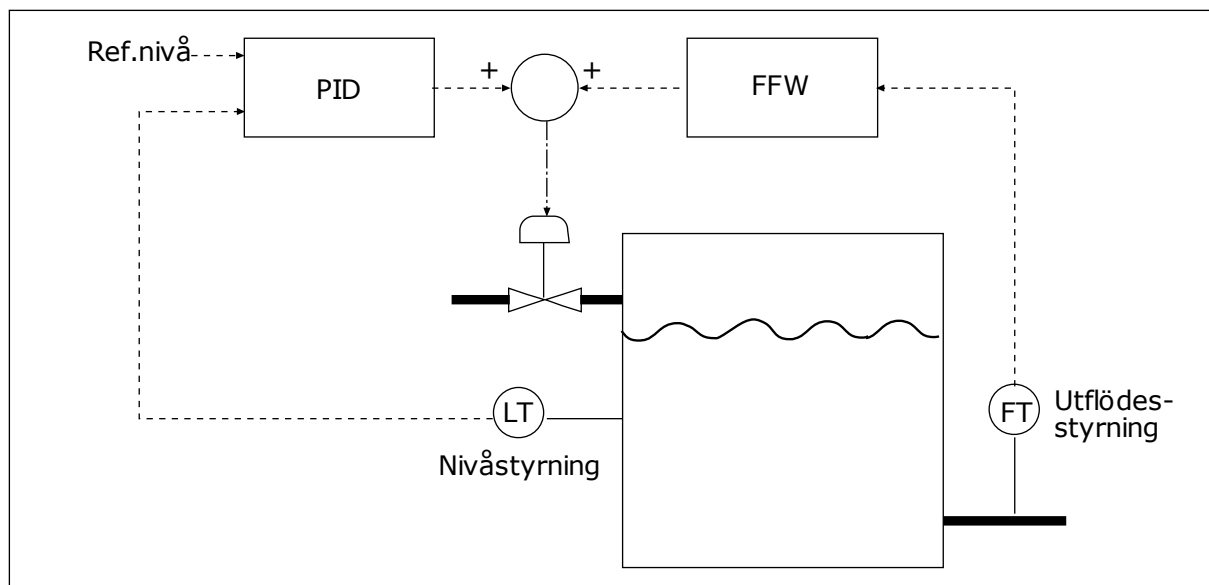 Ref.nivå
PID
+
+
FFW
LT
Nivåstyrning
FT
Utflödes-
styrning